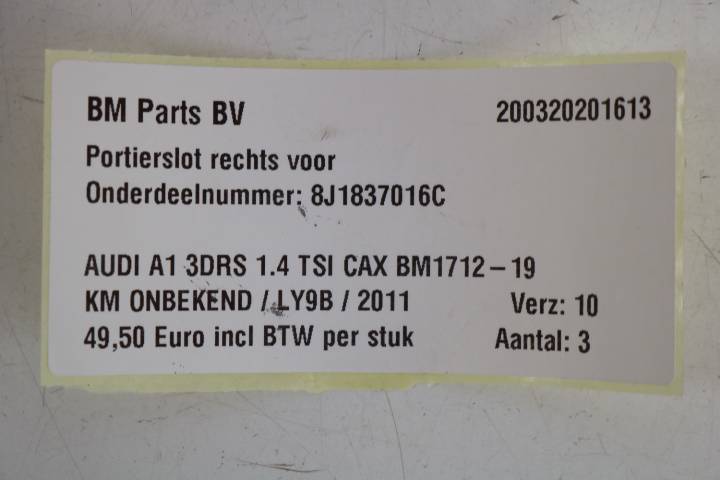 BM Parts BV 200320201613
Portierslot rechts voor
Onderdeelnummer: 8J1837016C
AUDI A1 3DRS 1.4 TSI CAX BM1712-19
KM ONBEKEND / LY9B / 2011 Verz: 10
49,50 Euro incl BTW per stuk Aantal: 3